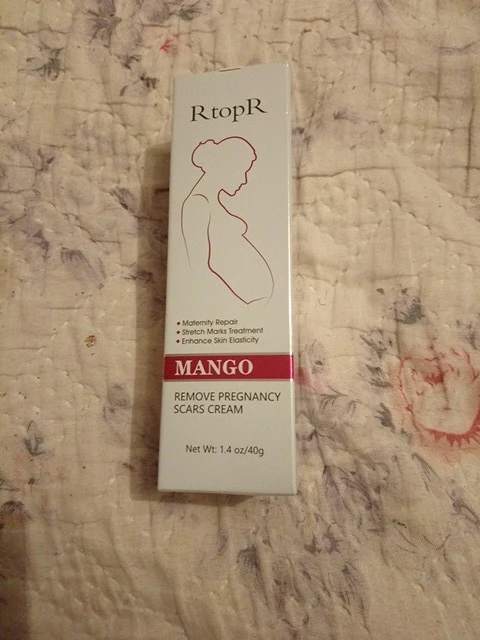 RtopR
Maternity Repair
Stretch Marks Treatment
Enhance Skin Elasticity
MANGO
REMOVE PREGNANCY
SCARS CREAM
Net Wt: 1.4 oz/40g